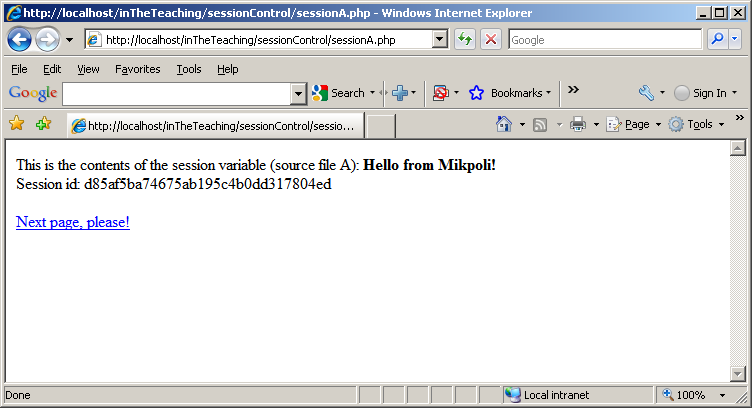 http://localhost/inTheTeaching/sessionControl/sessionA.php - Windows Internet Explorer
http://localhost/inTheTeaching/sessionControl/sessionA.php Google
File Edit View Favorites Tools Help
Google Search Bookmarks Sign In
http://localhost/inTheTeaching/sessionControl/sessio... Page Tools
This is the contents of the session variable (source file A): Hello from Mikpoli!
Session id: d85af5ba74675ab195c4b0dd317804ed
Next page, please!
Done Local intranet 100%